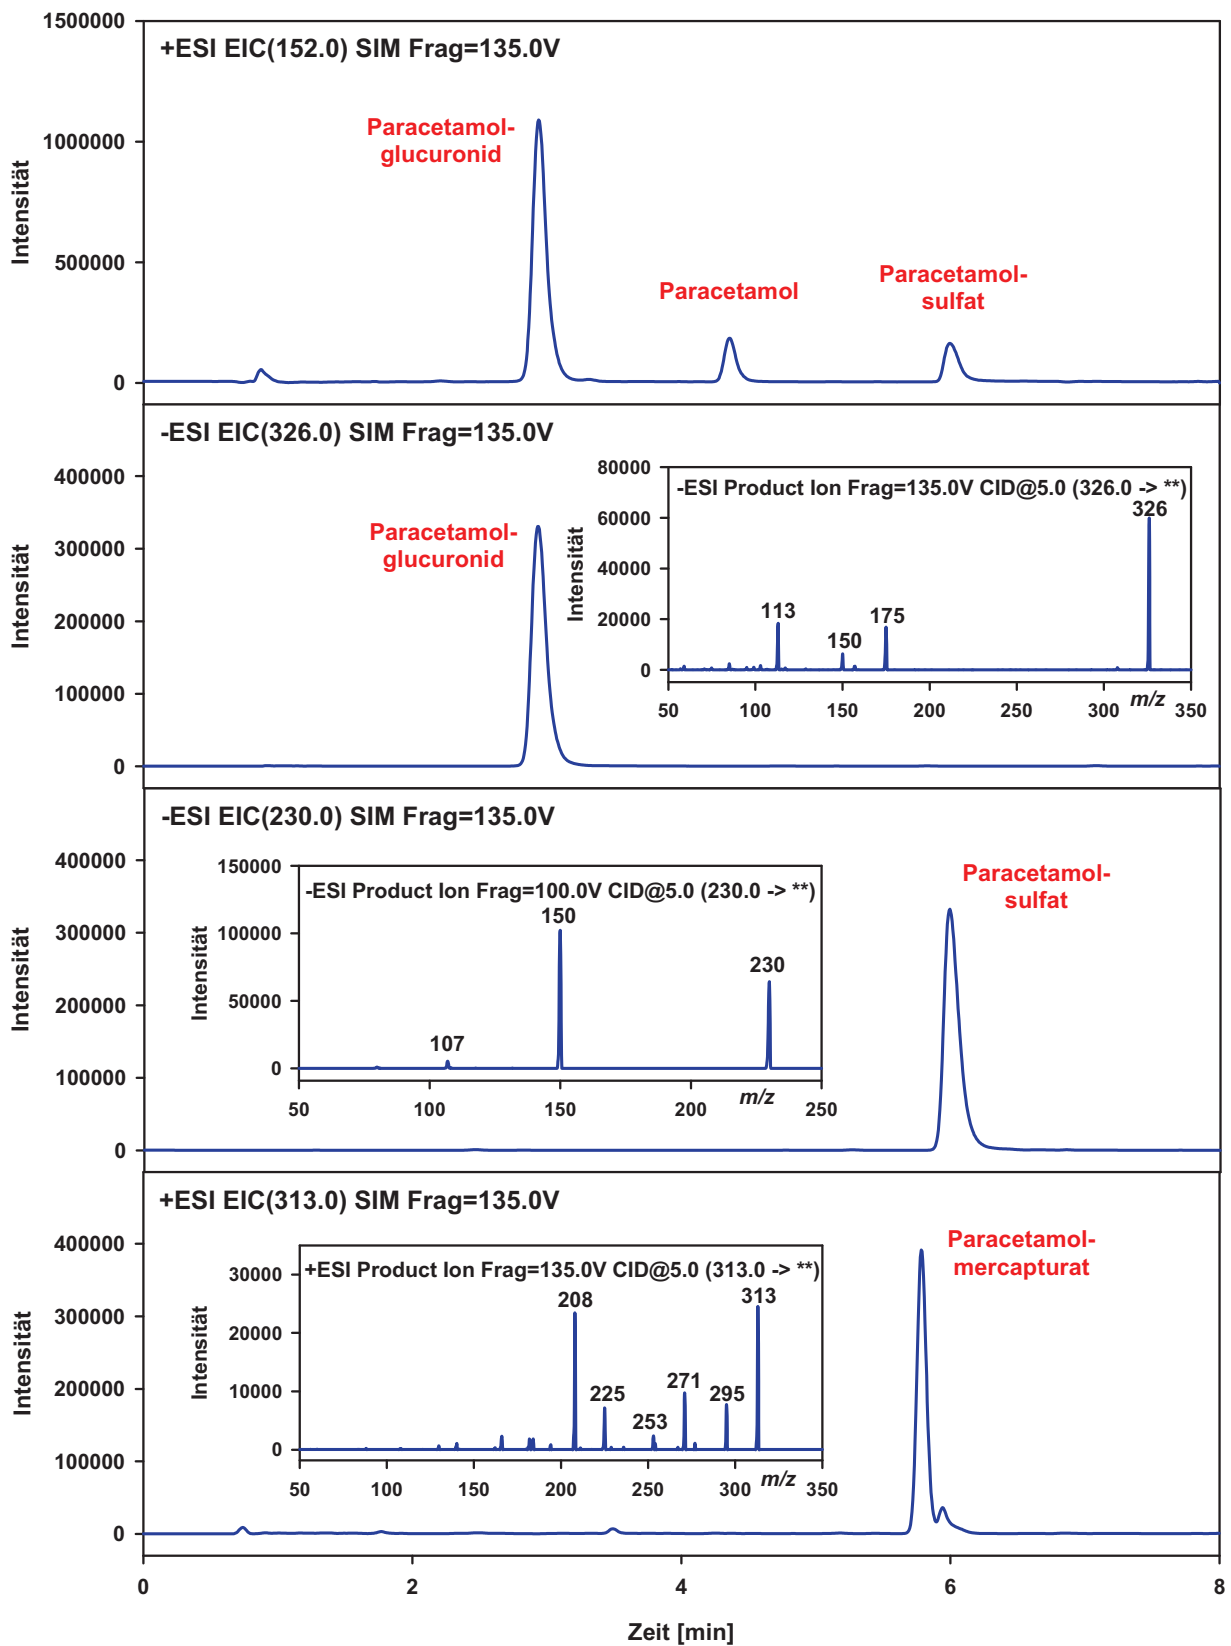 1500000
+ESI EIC(152.0) SIM Frag=135.0V
Paracetamol-
glucuronid
1000000
Intensität
500000
Paracetamol
Paracetamol-
sulfat
0
-ESI EIC(326.0) SIM Frag=135.0V
400000
300000
200000
100000
0
Intensität
Paracetamol-
glucuronid
80000
60000
40000
20000
0
Intensität
-ESI Product Ion Frag=135.0V CID@5.0 (326.0 -> **)
326
113
150
175
50 100 150 200 250 300 m/z 350
-ESI EIC(230.0) SIM Frag=135.0V
400000
300000
200000
100000
0
Intensität
150000
100000
50000
0
Intensität
-ESI Product Ion Frag=100.0V CID@5.0 (230.0 -> **)
150
230
107
50 100 150 200 m/z 250
Paracetamol-
sulfat
+ESI EIC(313.0) SIM Frag=135.0V
400000
300000
200000
100000
0
Intensität
30000
20000
10000
0
Intensität
+ESI Product Ion Frag=135.0V CID@5.0 (313.0 -> **)
208
313
225
253
271
295
50 100 150 200 250 300 m/z 350
Paracetamol-
mercapturat
0 2 4 6 8
Zeit [min]